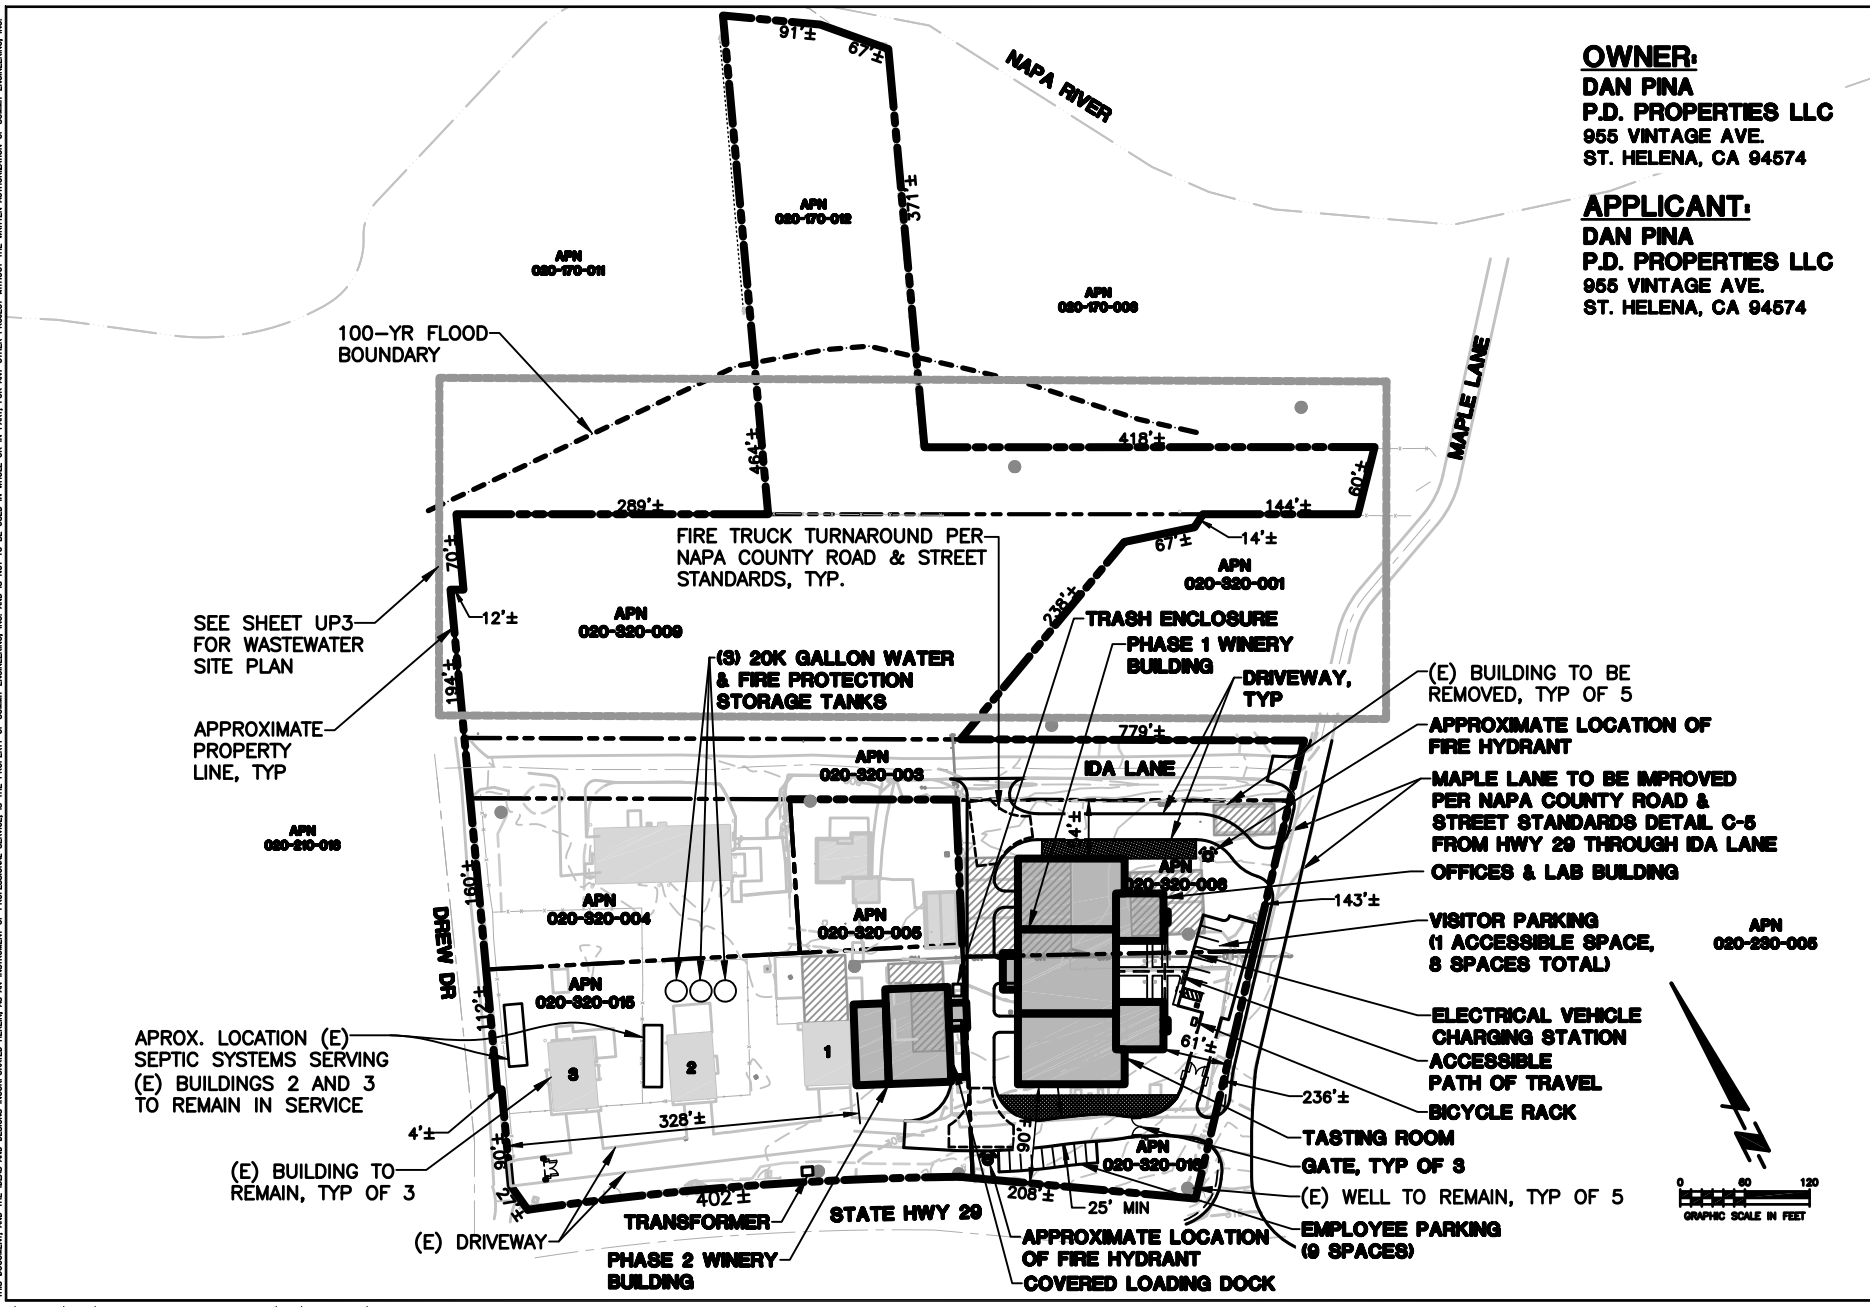 OWNER:
DAN PINA
P.D. PROPERTIES LLC
955 VINTAGE AVE.
ST. HELENA, CA 94574
APPLICANT:
DAN PINA
P.D. PROPERTIES LLC
955 VINTAGE AVE.
ST. HELENA, CA 94574
91'±
67'±
NAPA RIVER
371'±
APN
020-170-012
APN
020-170-011
APN
020-170-006
100-YR FLOOD
BOUNDARY
MAPLE LANE
464'±
418'±
60'±
289'±
144'±
14'±
67'±
70'±
12'±
FIRE TRUCK TURNAROUND PER
NAPA COUNTY ROAD & STREET
STANDARDS, TYP.
APN
020-320-001
238'±
APN
020-320-009
SEE SHEET UP3
FOR WASTEWATER
SITE PLAN
TRASH ENCLOSURE
PHASE 1 WINERY
BUILDING
(3) 20K GALLON WATER
& FIRE PROTECTION
STORAGE TANKS
DRIVEWAY,
TYP
194'±
(E) BUILDING TO BE
REMOVED, TYP OF 5
APPROXIMATE
PROPERTY
LINE, TYP
779'±
APPROXIMATE LOCATION OF
FIRE HYDRANT
APN
020-320-003
IDA LANE
MAPLE LANE TO BE IMPROVED
PER NAPA COUNTY ROAD &
STREET STANDARDS DETAIL C-5
FROM HWY 29 THROUGH IDA LANE
APN
020-210-018
160'±
APN
020-320-006
OFFICES & LAB BUILDING
143'±
APN
020-320-004
APN
020-320-005
VISITOR PARKING
(1 ACCESSIBLE SPACE,
8 SPACES TOTAL)
APN
020-230-005
DREW DR
APN
020-320-015
112'±
ELECTRICAL VEHICLE
CHARGING STATION
APROX. LOCATION (E)
SEPTIC SYSTEMS SERVING
(E) BUILDINGS 2 AND 3
TO REMAIN IN SERVICE
1
2
3
61'±
ACCESSIBLE
PATH OF TRAVEL
236'±
BICYCLE RACK
328'±
4'±
90'±
90'±
TASTING ROOM
APN
GATE, TYP OF 3
(E) BUILDING TO
REMAIN, TYP OF 3
402'±
208'±
25' MIN
(E) WELL TO REMAIN, TYP OF 5
0 60 120
GRAPHIC SCALE IN FEET
TRANSFORMER
STATE HWY 29
(E) DRIVEWAY
EMPLOYEE PARKING
(9 SPACES)
APPROXIMATE LOCATION
OF FIRE HYDRANT
PHASE 2 WINERY
BUILDING
COVERED LOADING DOCK